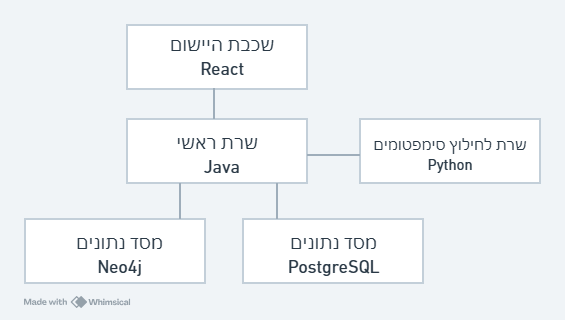 שכבת היישום
React
שרת ראשי
Java
שרת לחילוץ סימפטומים
Python
מסד נתונים
Neo4j
מסד נתונים
PostgreSQL
Made with Whimsical